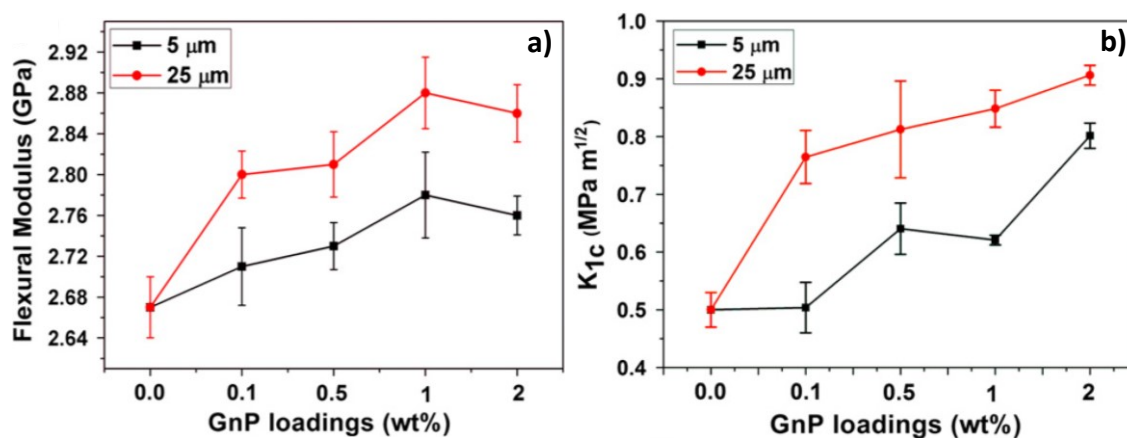 a)
5 μm
25 μm
Flexural Modulus (GPa)
2.92
2.88
2.84
2.80
2.76
2.72
2.68
2.64
0.0 0.1 0.5 1 2
GnP loadings (wt%)
b)
5 μm
25 μm
K1c (MPa m1/2)
1.0
0.9
0.8
0.7
0.6
0.5
0.4
0.0 0.1 0.5 1 2
GnP loadings (wt%)